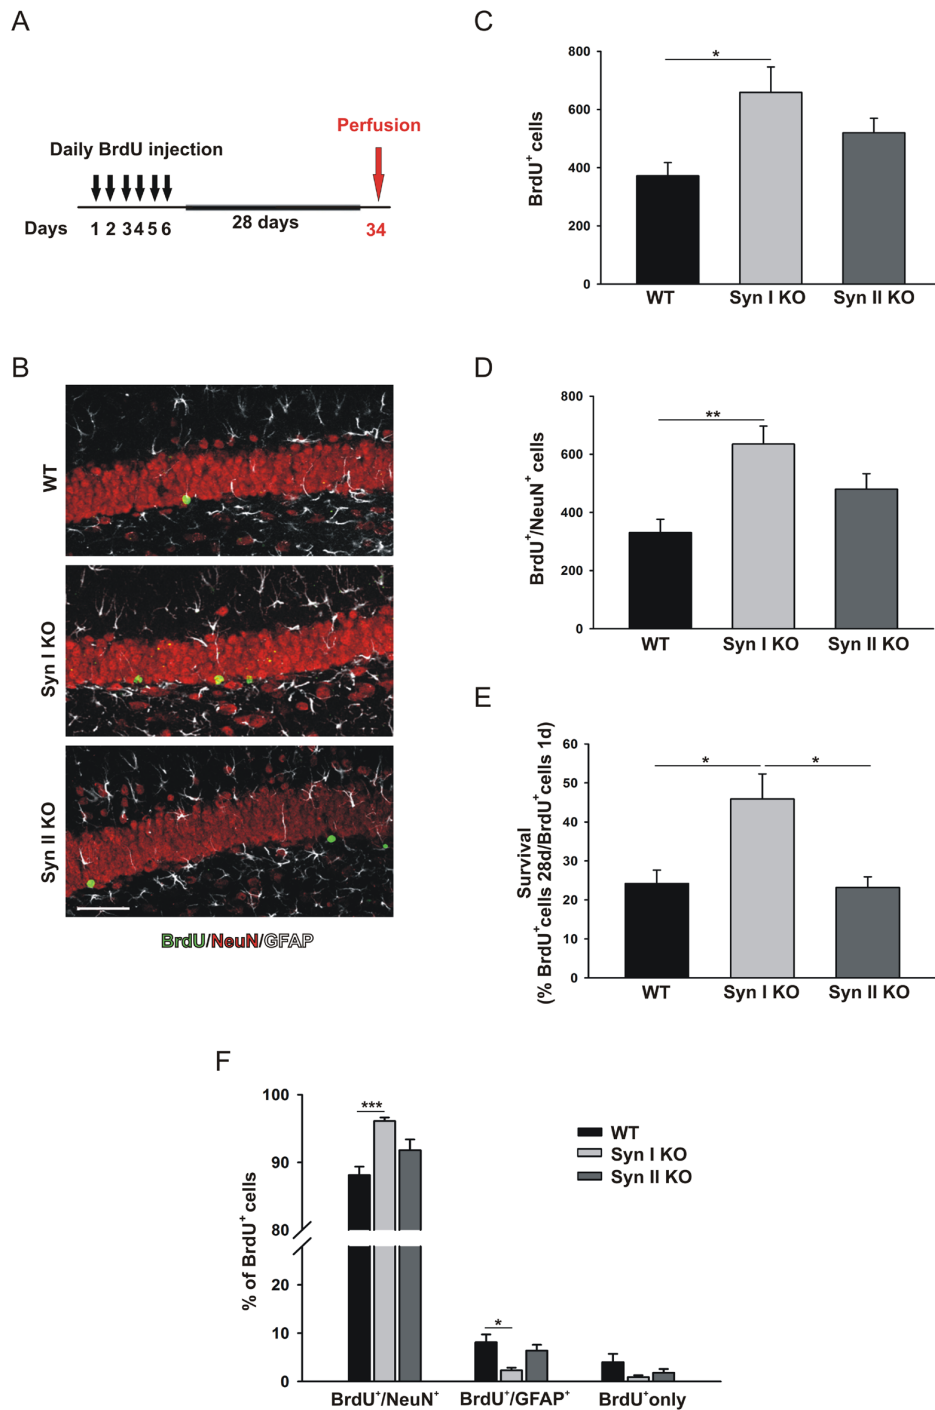 A
Daily BrdU injection
Perfusion
Days 1 2 3 4 5 6 28 days 34
B
WT
Syn I KO
Syn II KO
BrdU/NeuN/GFAP
C
BrdU+ cells
800
600
400
200
0
*
WT Syn I KO Syn II KO
D
BrdU+/NeuN+ cells
800
600
400
200
0
**
WT Syn I KO Syn II KO
E
Survival
(% BrdU+cells 28d/BrdU+cells 1d)
60
50
40
30
20
10
0
* *
WT Syn I KO Syn II KO
F
% of BrdU+ cells
100
90
80
20
10
0
***
*
WT
Syn I KO
Syn II KO
BrdU+/NeuN+ BrdU+/GFAP+ BrdU+only